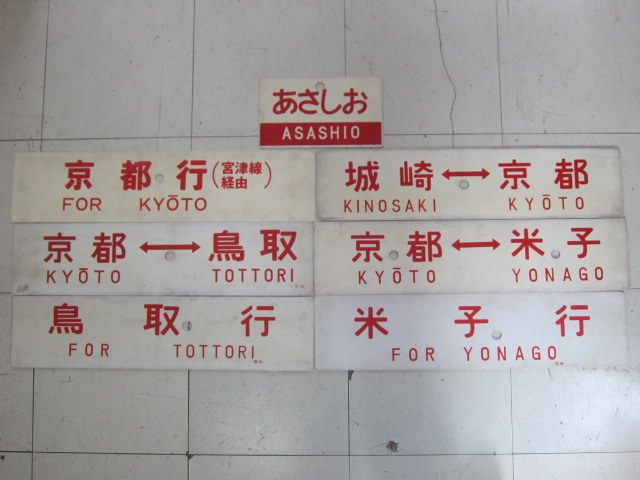 あさしお
ASASHIO
京都行(宮津線
経由)
FOR KYŌTO
城崎↔京都
KINOSAKI KYŌTO
京都↔鳥取
KYŌTO TOTTORI
京都↔米子
KYŌTO YONAGO
鳥取行
FOR TOTTORI
米子行
FOR YONAGO